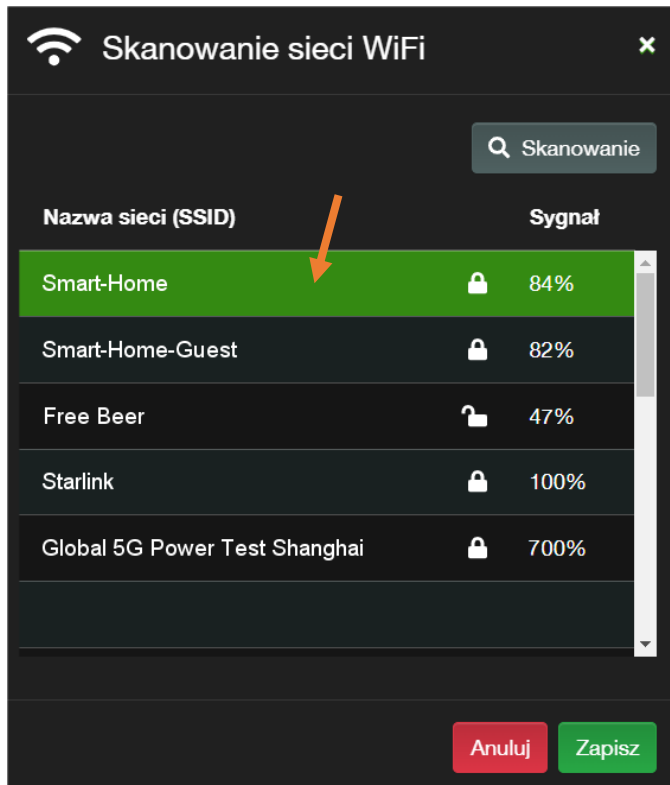 Skanowanie sieci WiFi
Skanowanie
Nazwa sieci (SSID) Sygnał
Smart-Home 84%
Smart-Home-Guest 82%
Free Beer 47%
Starlink 100%
Global 5G Power Test Shanghai 700%
Anuluj Zapisz